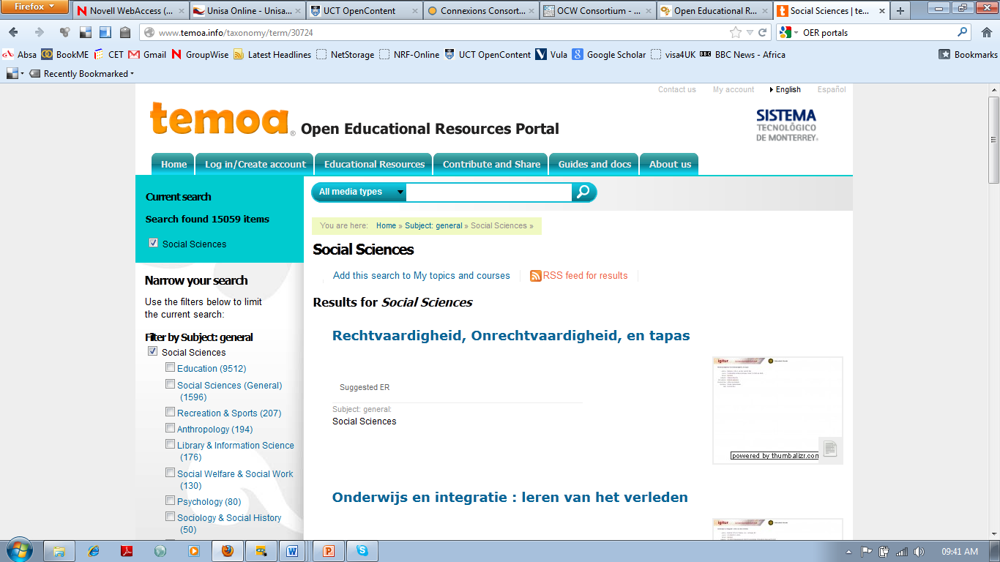 Firefox
Novell WebAccess (...
Unisa Online - Unisa...
UCT OpenContent
Connexions Consort...
OCW Consortium - ...
Open Educational R...
Social Sciences | te...
www.temoa.info/taxonomy/term/30724
OER portals
Absa
BookME
CET
Gmail
GroupWise
Latest Headlines
NetStorage
NRF-Online
UCT OpenContent
Vula
Google Scholar
visa4UK
BBC News - Africa
Bookmarks
Recently Bookmarked
Contact us
My account
English
Español
temoa® Open Educational Resources Portal
SISTEMA
TECNOLÓGICO
DE MONTERREY®
Home
Log in/Create account
Educational Resources
Contribute and Share
Guides and docs
About us
Current search
Search found 15059 items
Social Sciences
Narrow your search
Use the filters below to limit
the current search:
Filter by Subject: general
Social Sciences
Education (9512)
Social Sciences (General)
(1596)
Recreation & Sports (207)
Anthropology (194)
Library & Information Science
(176)
Social Welfare & Social Work
(130)
Psychology (80)
Sociology & Social History
(50)
All media types
You are here: Home » Subject: general » Social Sciences »
Social Sciences
Add this search to My topics and courses
RSS feed for results
Results for Social Sciences
Rechtvaardigheid, Onrechtvaardigheid, en tapas
Suggested ER
Subject: general:
Social Sciences
igitur
powered by thumbalizr.com
Onderwijs en integratie : leren van het verleden
igitur
09:41 AM